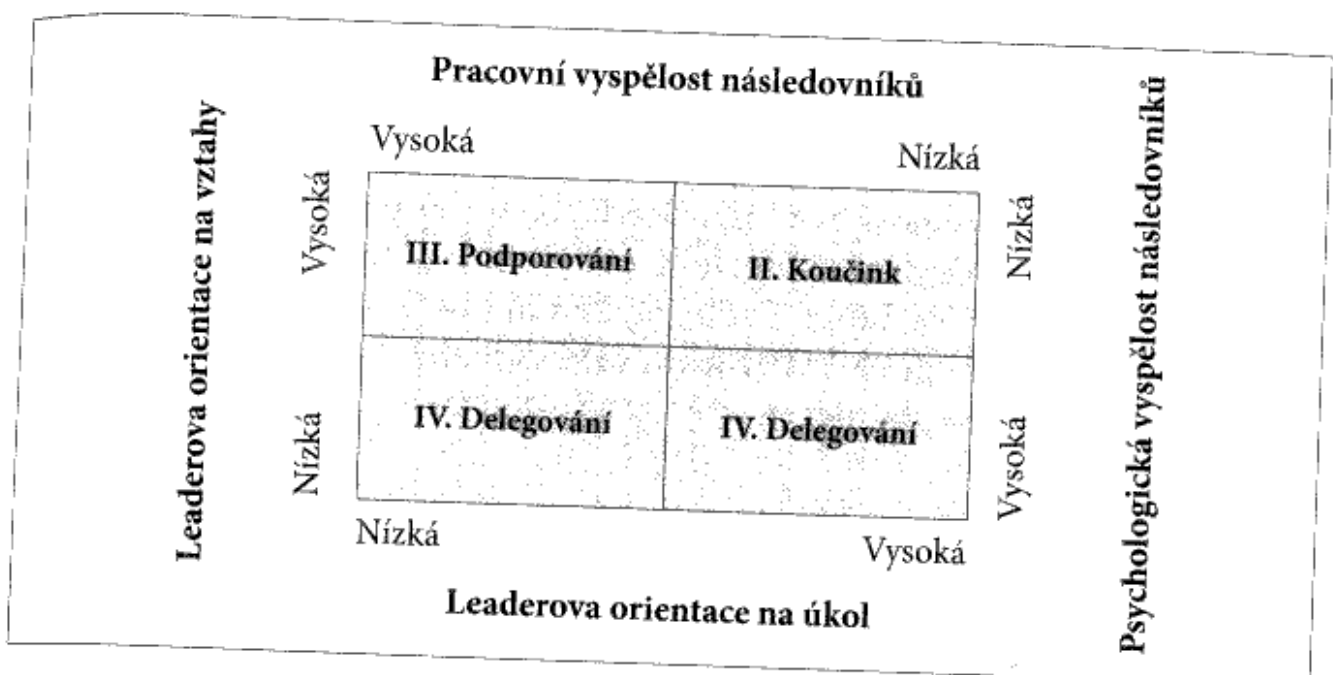 Pracovní vyspělost následovníků
Vysoká
Nízká
Leaderova orientace na vztahy
Vysoká
Nízká
III. Podporování
II. Koučink
IV. Delegování
IV. Delegování
Nízká
Vysoká
Psychologická vyspělost následovníků
Nízká
Vysoká
Leaderova orientace na úkol